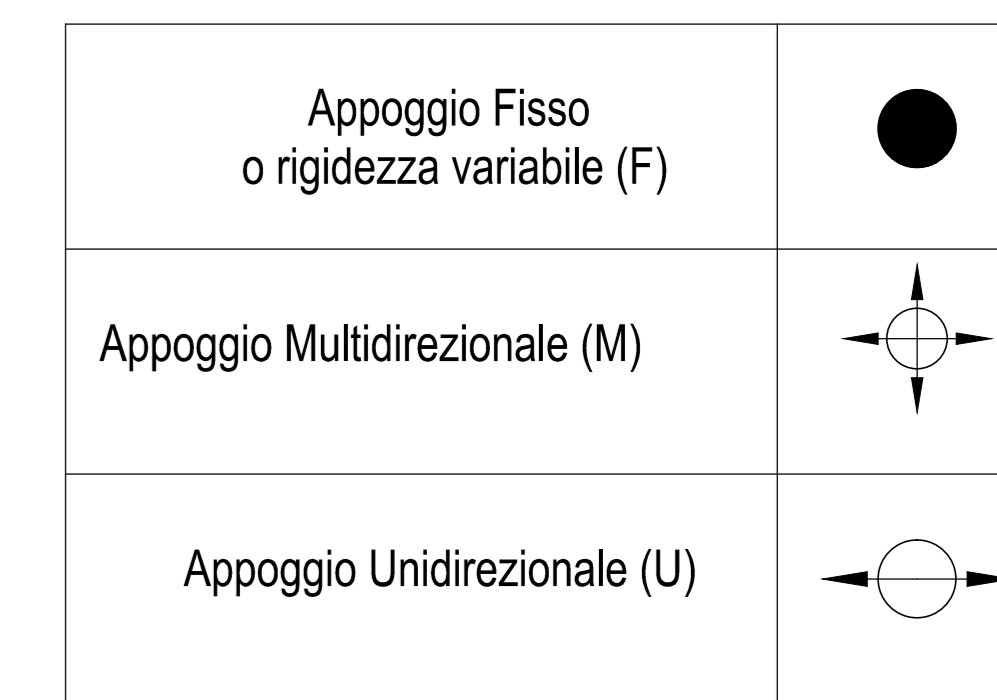 Appoggio Fisso
o rigidezza variabile (F)
Appoggio Multidirezionale (M)
Appoggio Unidirezionale (U)